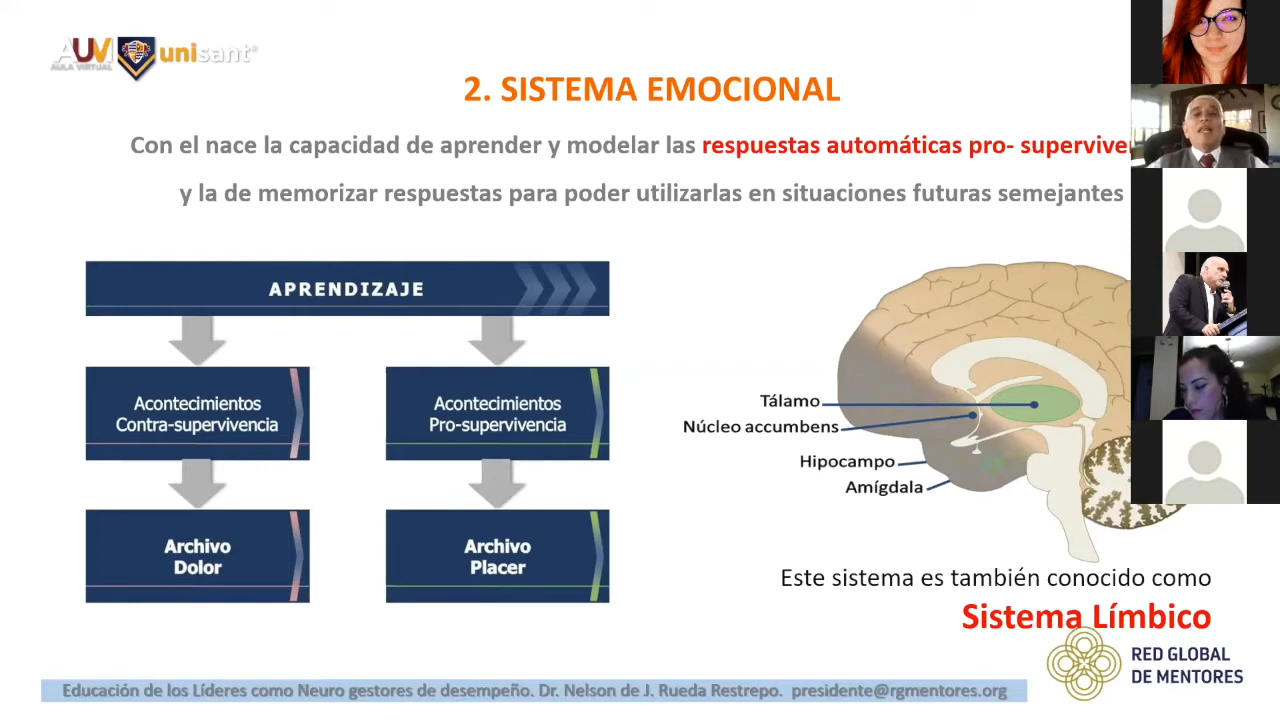 AUVI unisant®
AULA VIRTUAL
2. SISTEMA EMOCIONAL
Con el nace la capacidad de aprender y modelar las respuestas automáticas pro- supervive
y la de memorizar respuestas para poder utilizarlas en situaciones futuras semejantes
APRENDIZAJE
Acontecimientos
Contra-supervivencia
Acontecimientos
Pro-supervivencia
Archivo
Dolor
Archivo
Placer
Tálamo
Núcleo accumbens
Hipocampo
Amígdala
Este sistema es también conocido como
Sistema Límbico
RED GLOBAL
DE MENTORES
Educación de los Líderes como Neuro gestores de desempeño. Dr. Nelson de J. Rueda Restrepo. presidente@rgmentores.org